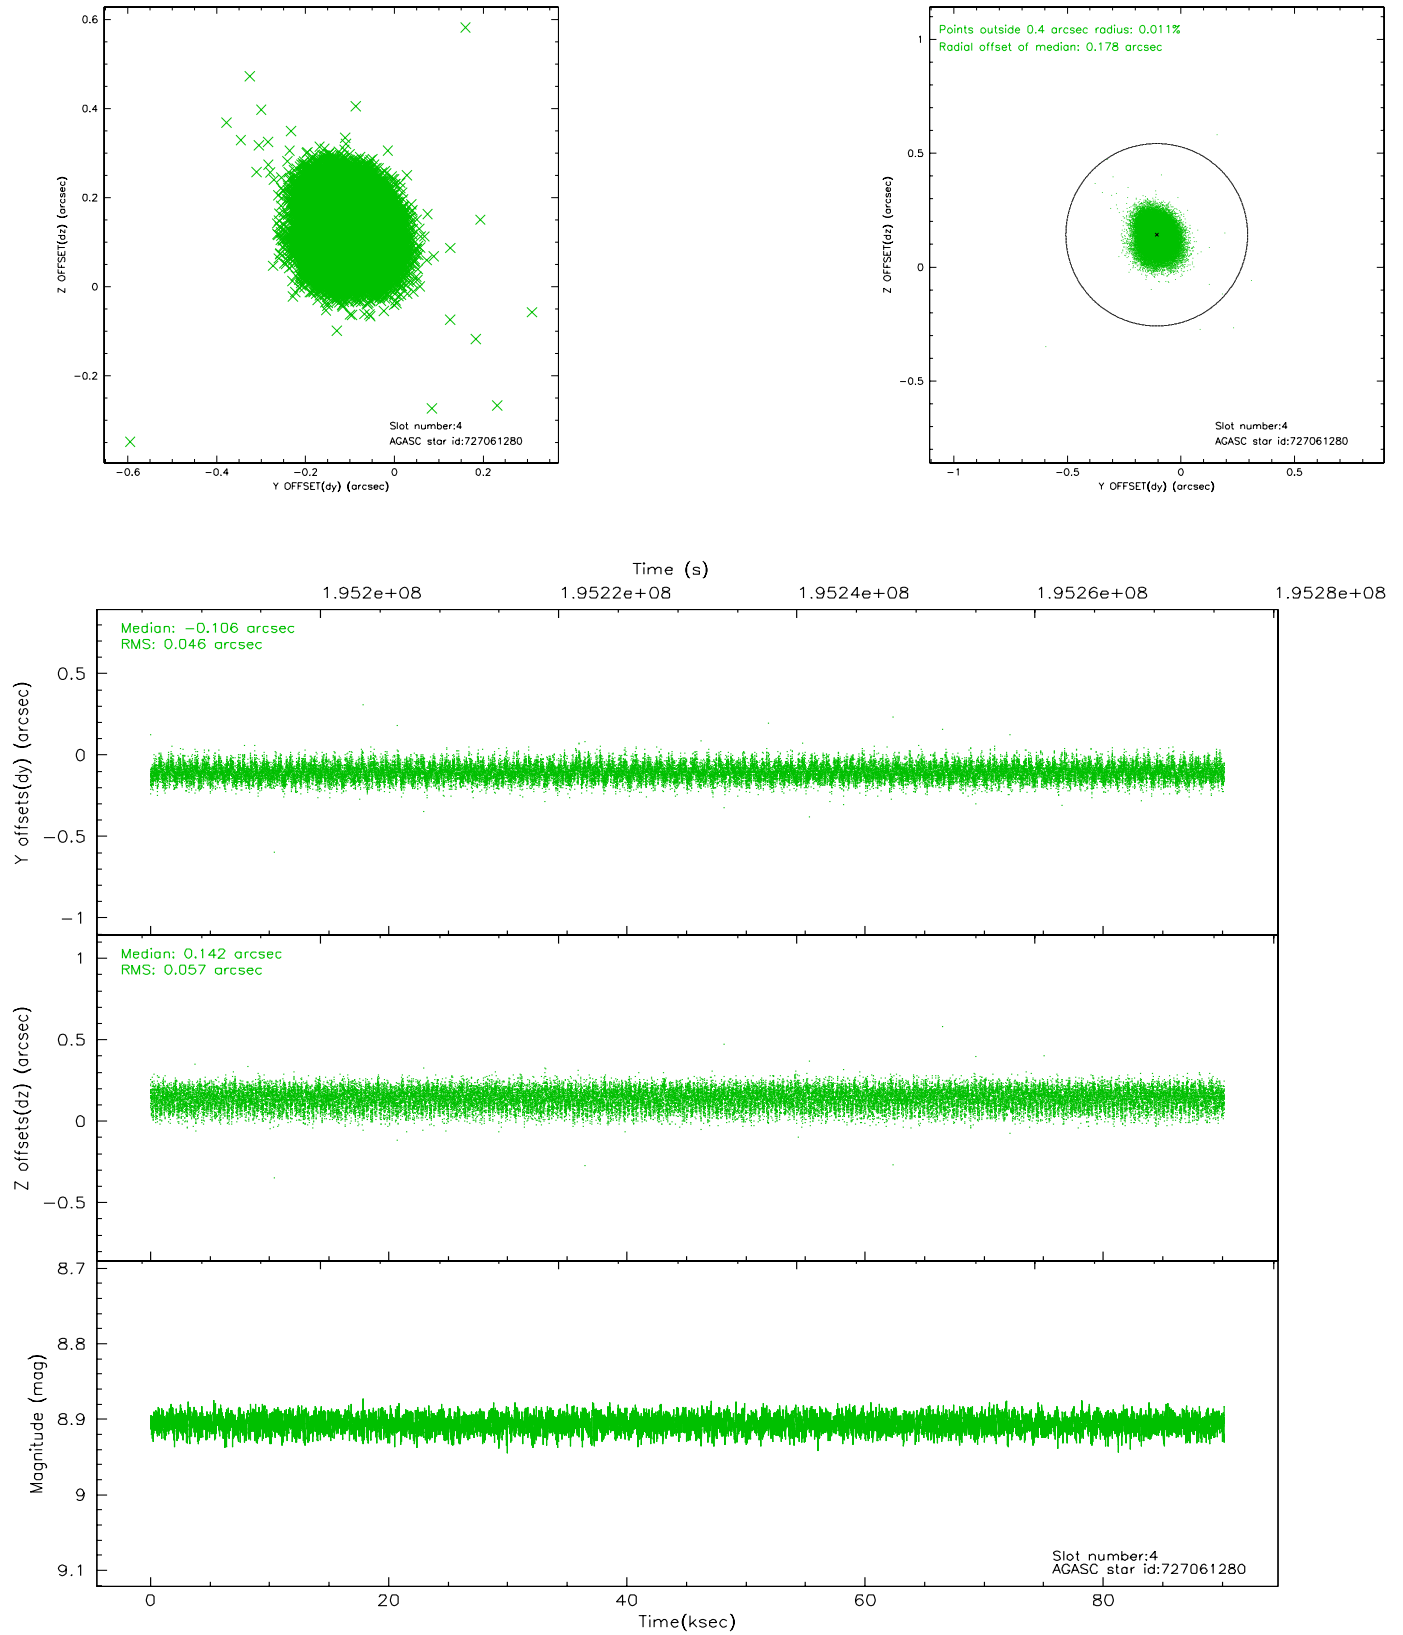 0.6
0.4
0.2
0
−0.2
−0.6
−0.4
−0.2
0
0.2
Z OFFSET(dz) (arcsec)
Y OFFSET(dy) (arcsec)
Slot number:4
AGASC star id:727061280
Points outside 0.4 arcsec radius: 0.011%
Radial offset of median: 0.178 arcsec
1
0.5
0
−0.5
−1
−0.5
0
0.5
Z OFFSET(dz) (arcsec)
Y OFFSET(dy) (arcsec)
Slot number:4
AGASC star id:727061280
Time (s)
1.952e+08
1.9522e+08
1.9524e+08
1.9526e+08
1.9528e+08
Median: −0.106 arcsec
RMS: 0.046 arcsec
0.5
0
−0.5
−1
Y offsets(dy) (arcsec)
Median: 0.142 arcsec
RMS: 0.057 arcsec
1
0.5
0
−0.5
Z offsets(dz) (arcsec)
8.7
8.8
8.9
9
9.1
Magnitude (mag)
Slot number:4
AGASC star id:727061280
0
20
40
60
80
Time(ksec)